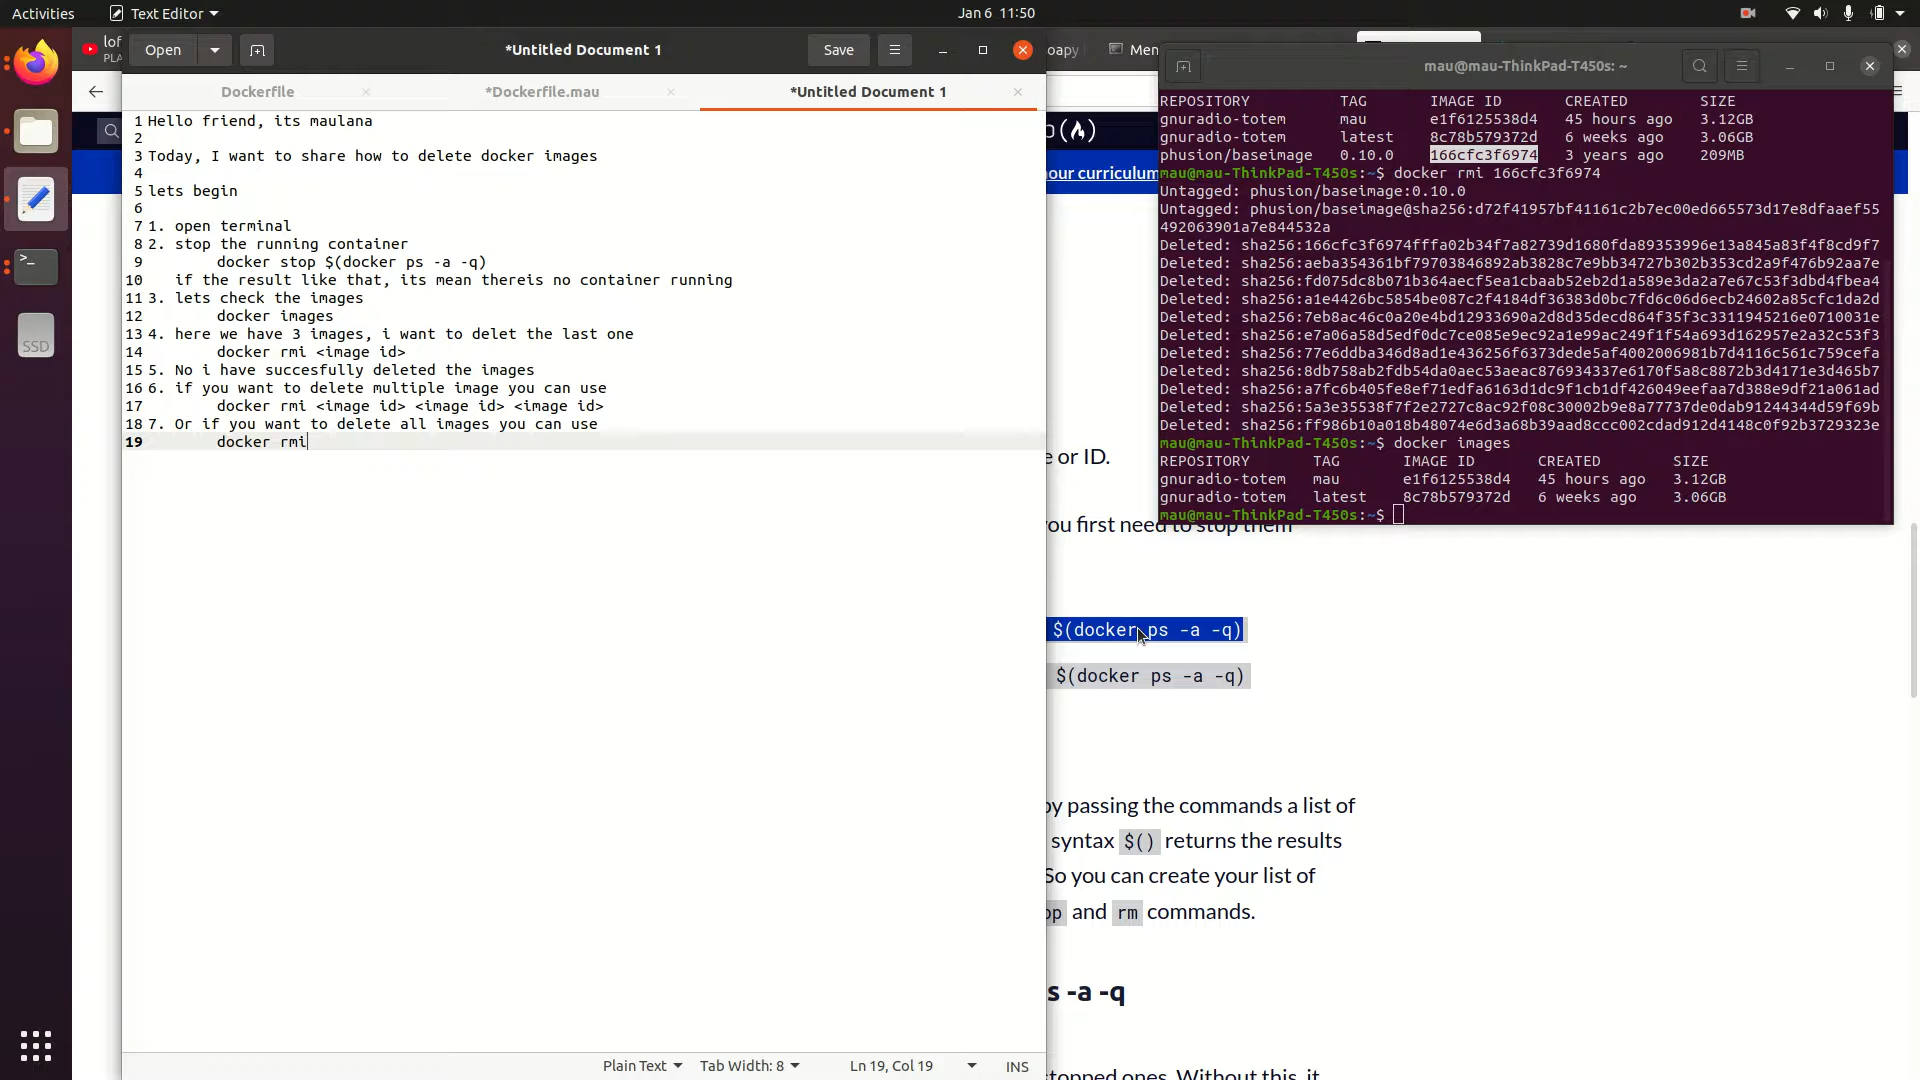 Activities
Text Editor
Jan 6 11:50
Open
*Untitled Document 1
Save
Dockerfile
*Dockerfile.mau
*Untitled Document 1
1 Hello friend, its maulana
2
3 Today, I want to share how to delete docker images
4
5 lets begin
6
7 1. open terminal
8 2. stop the running container
9 docker stop $(docker ps -a -q)
10 if the result like that, its mean thereis no container running
11 3. lets check the images
12 docker images
13 4. here we have 3 images, i want to delet the last one
14 docker rmi <image id>
15 5. No i have succesfully deleted the images
16 6. if you want to delete multiple image you can use
17 docker rmi <image id> <image id> <image id>
18 7. Or if you want to delete all images you can use
19 docker rmi
Plain Text
Tab Width: 8
Ln 19, Col 19
INS
SSD
lof
PLA
oapy
Men
mau@mau-ThinkPad-T450s: ~
REPOSITORY TAG IMAGE ID CREATED SIZE
gnuradio-totem mau e1f6125538d4 45 hours ago 3.12GB
gnuradio-totem latest 8c78b579372d 6 weeks ago 3.06GB
phusion/baseimage 0.10.0 166cfc3f6974 3 years ago 209MB
mau@mau-ThinkPad-T450s:~$ docker rmi 166cfc3f6974
Untagged: phusion/baseimage:0.10.0
Untagged: phusion/baseimage@sha256:d72f41957bf41161c2b7ec00ed665573d17e8dfaaef55
492063901a7e844532a
Deleted: sha256:166cfc3f6974fffa02b34f7a82739d1680fda89353996e13a845a83f4f8cd9f7
Deleted: sha256:aeba354361bf79703846892ab3828c7e9bb34727b302b353cd2a9f476b92aa7e
Deleted: sha256:fd075dc8b071b364aecf5ea1cbaab52eb2d1a589e3da2a7e67c53f3dbd4fbea4
Deleted: sha256:a1e4426bc5854be087c2f4184df36383d0bc7fd6c06d6ecb24602a85cfc1da2d
Deleted: sha256:7eb8ac46c0a20e4bd12933690a2d8d35decd864f35f3c3311945216e0710031e
Deleted: sha256:e7a06a58d5edf0dc7ce085e9ec92a1e99ac249f1f54a693d162957e2a32c53f3
Deleted: sha256:77e6ddba346d8ad1e436256f6373dede5af4002006981b7d4116c561c759cefa
Deleted: sha256:8db758ab2fdb54da0aec53aeac876934337e6170f5a8c8872b3d4171e3d465b7
Deleted: sha256:a7fc6b405fe8ef71edfa6163d1dc9f1cb1df426049eefaa7d388e9df21a061ad
Deleted: sha256:5a3e35538f7f2e2727c8ac92f08c30002b9e8a77737de0dab91244344d59f69b
Deleted: sha256:ff986b10a018b48074e6d3a68b39aad8ccc002cdad912d4148c0f92b3729323e
mau@mau-ThinkPad-T450s:~$ docker images
REPOSITORY TAG IMAGE ID CREATED SIZE
gnuradio-totem mau e1f6125538d4 45 hours ago 3.12GB
gnuradio-totem latest 8c78b579372d 6 weeks ago 3.06GB
mau@mau-ThinkPad-T450s:~$
our curriculum
e or ID.
ou first need to stop them
$(docker ps -a -q)
$(docker ps -a -q)
by passing the commands a list of
syntax $() returns the results
So you can create your list of
op and rm commands.
s -a -q
stopped ones. Without this, it